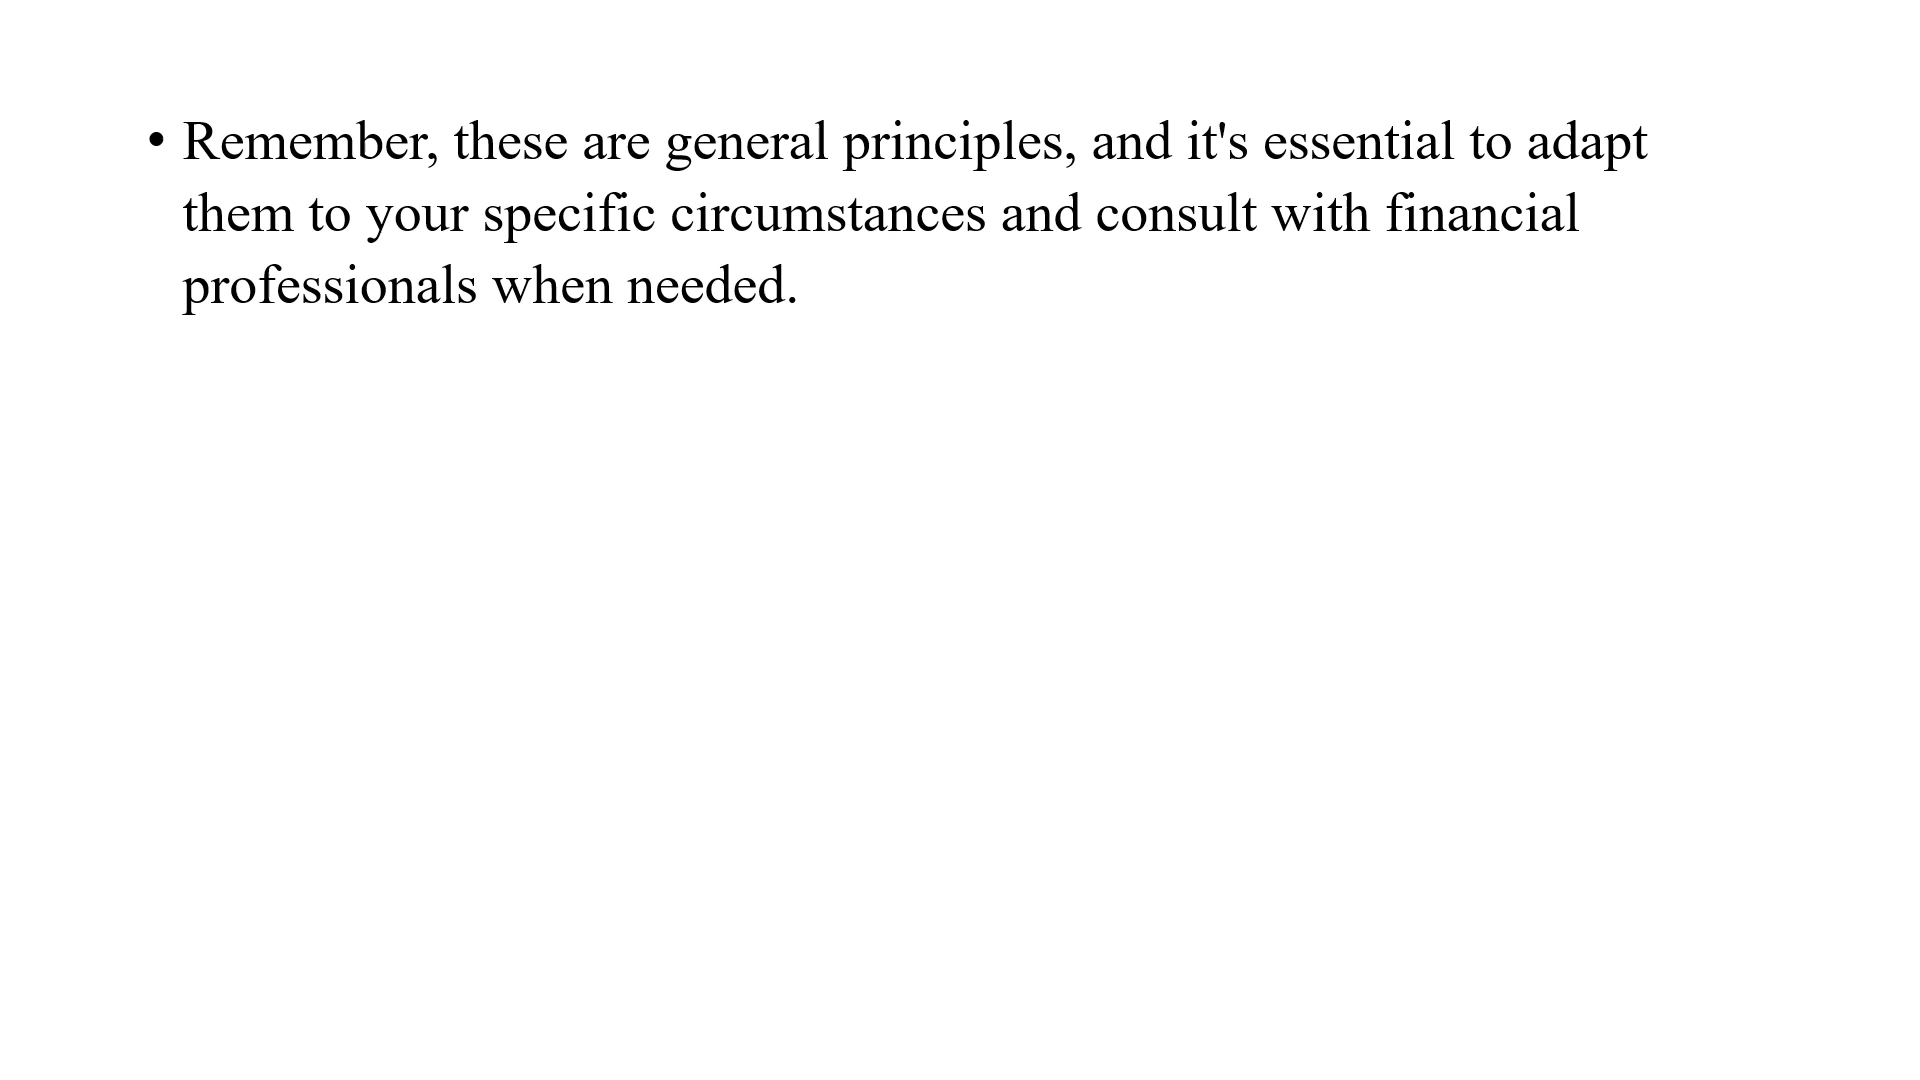 • Remember, these are general principles, and it's essential to adapt
them to your specific circumstances and consult with financial
professionals when needed.